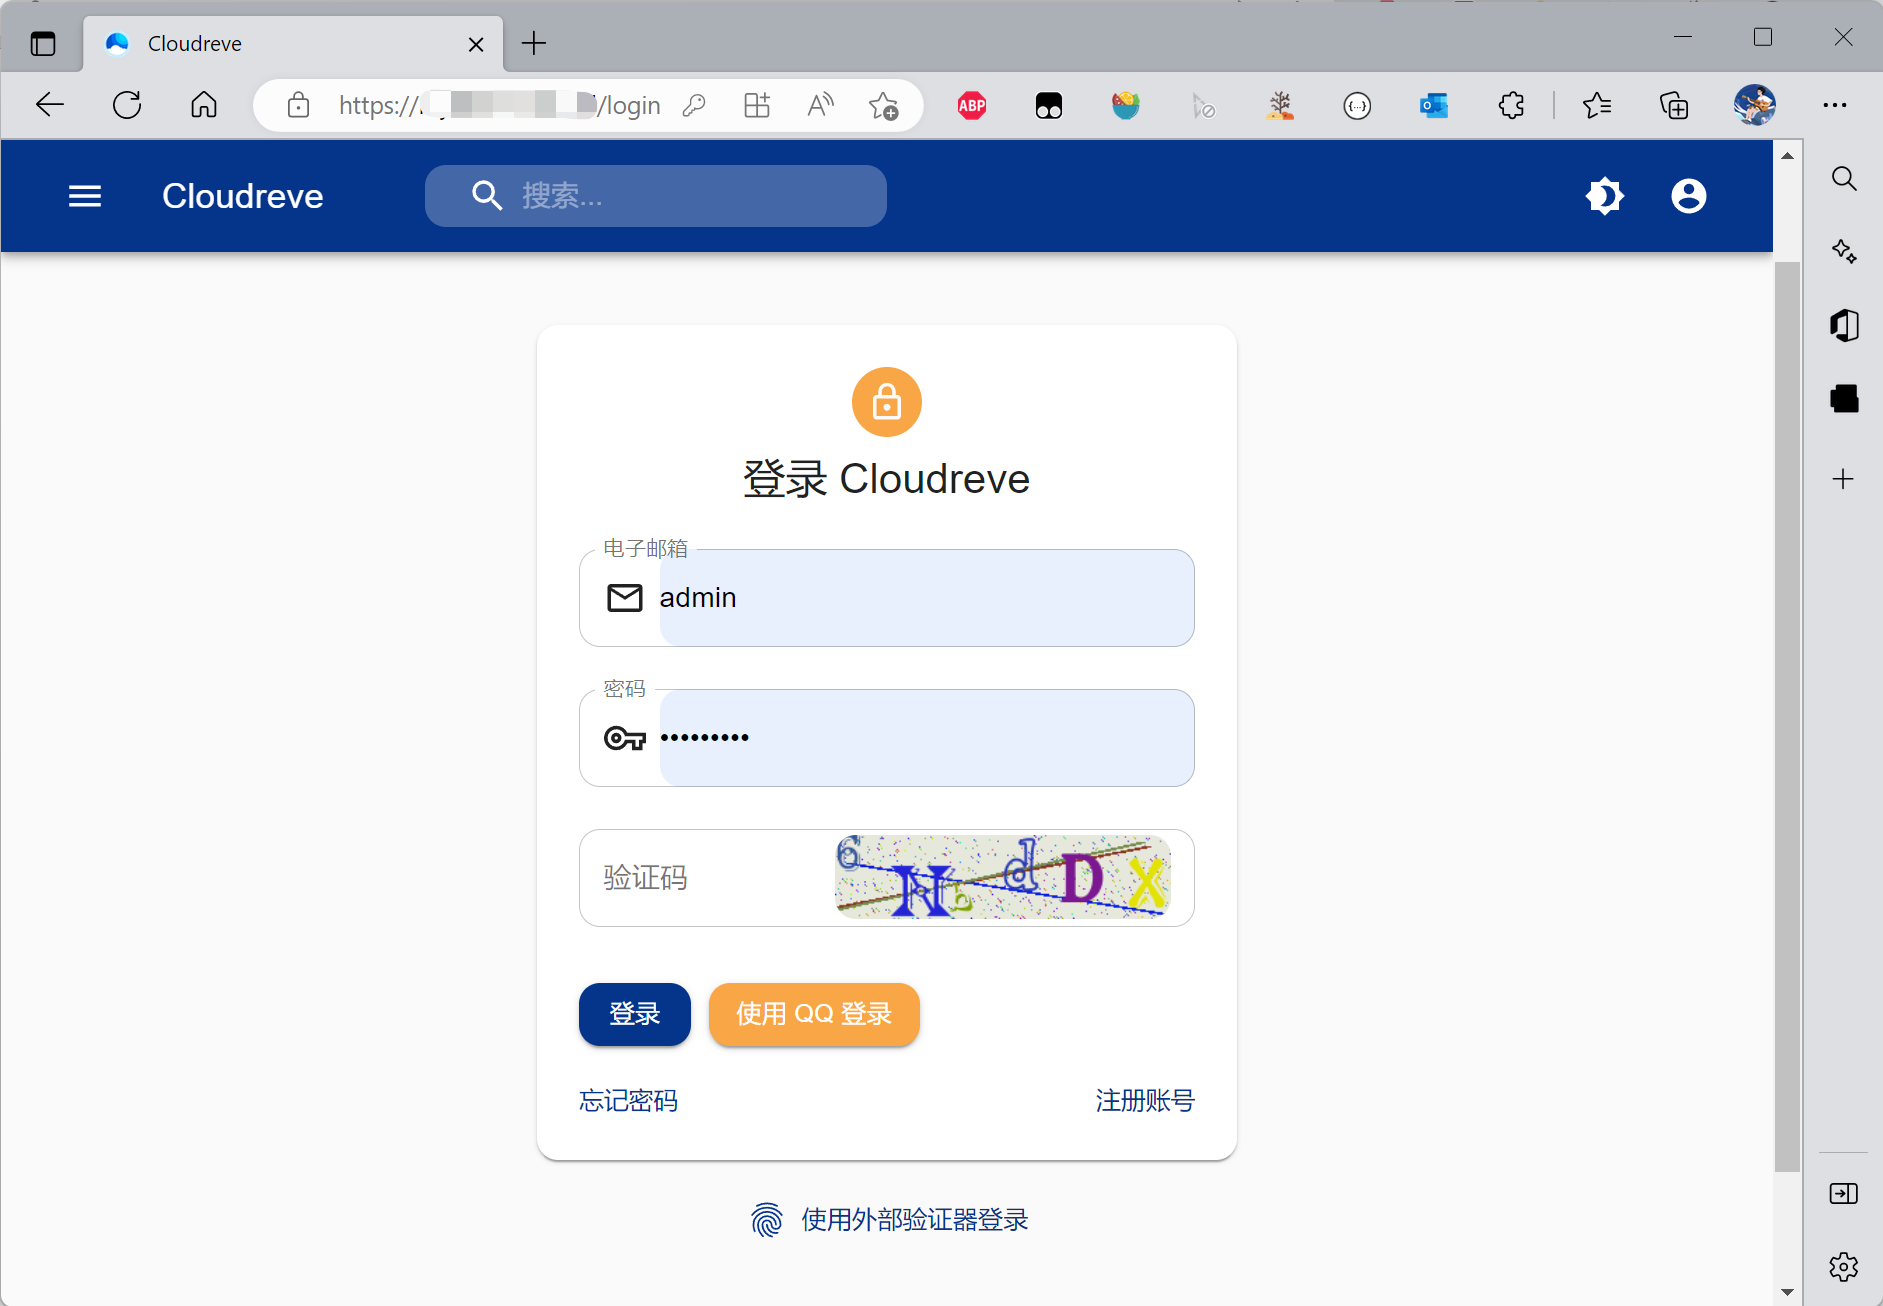 Cloudreve
https:// /login
ABP
Cloudreve
搜索...
登录 Cloudreve
电子邮箱
admin
密码
•••••••••
验证码
6 N d D X
登录
使用 QQ 登录
忘记密码
注册账号
使用外部验证器登录